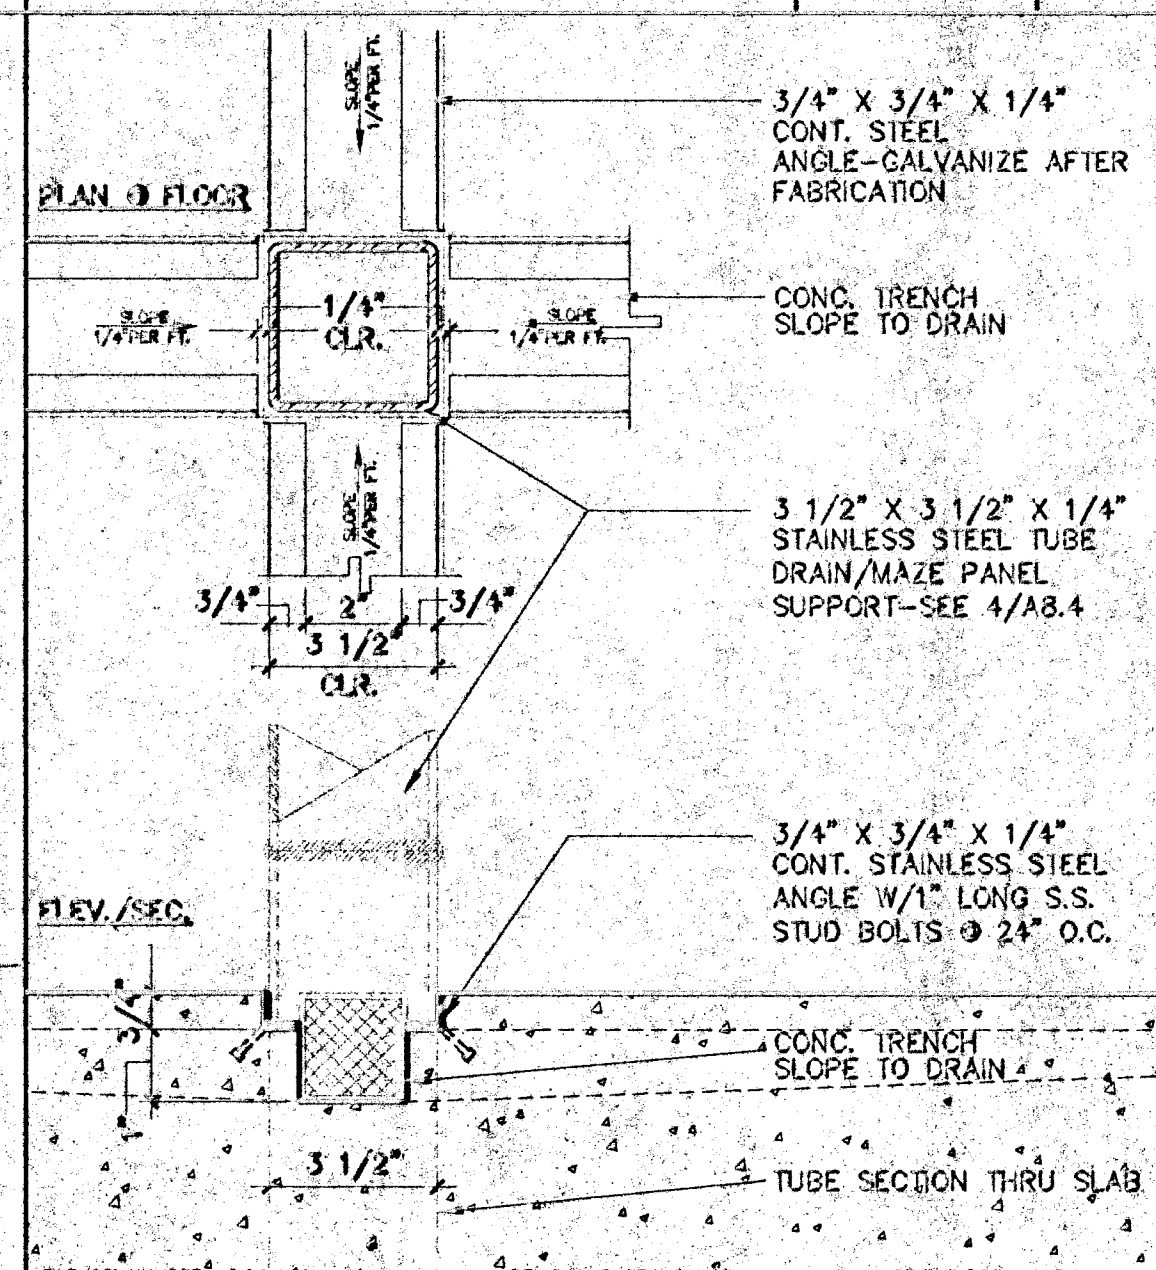 SLOPE
1/4"PER FT.
3/4" X 3/4" X 1/4"
CONT. STEEL
ANGLE-GALVANIZE AFTER
FABRICATION
PLAN @ FLOOR
SLOPE
1/4"PER FT.
1/4"
CLR.
SLOPE
1/4"PER FT.
CONC. TRENCH
SLOPE TO DRAIN
SLOPE
1/4"PER FT.
3 1/2" X 3 1/2" X 1/4"
STAINLESS STEEL TUBE
DRAIN/MAZE PANEL
SUPPORT-SEE 4/A8.4
3/4" 2" 3/4"
3 1/2"
CLR.
3/4" X 3/4" X 1/4"
CONT. STAINLESS STEEL
ANGLE W/1" LONG S.S.
STUD BOLTS @ 24" O.C.
ELEV./SEC.
3/4"
1"
CONC. TRENCH
SLOPE TO DRAIN
3 1/2"
TUBE SECTION THRU SLAB